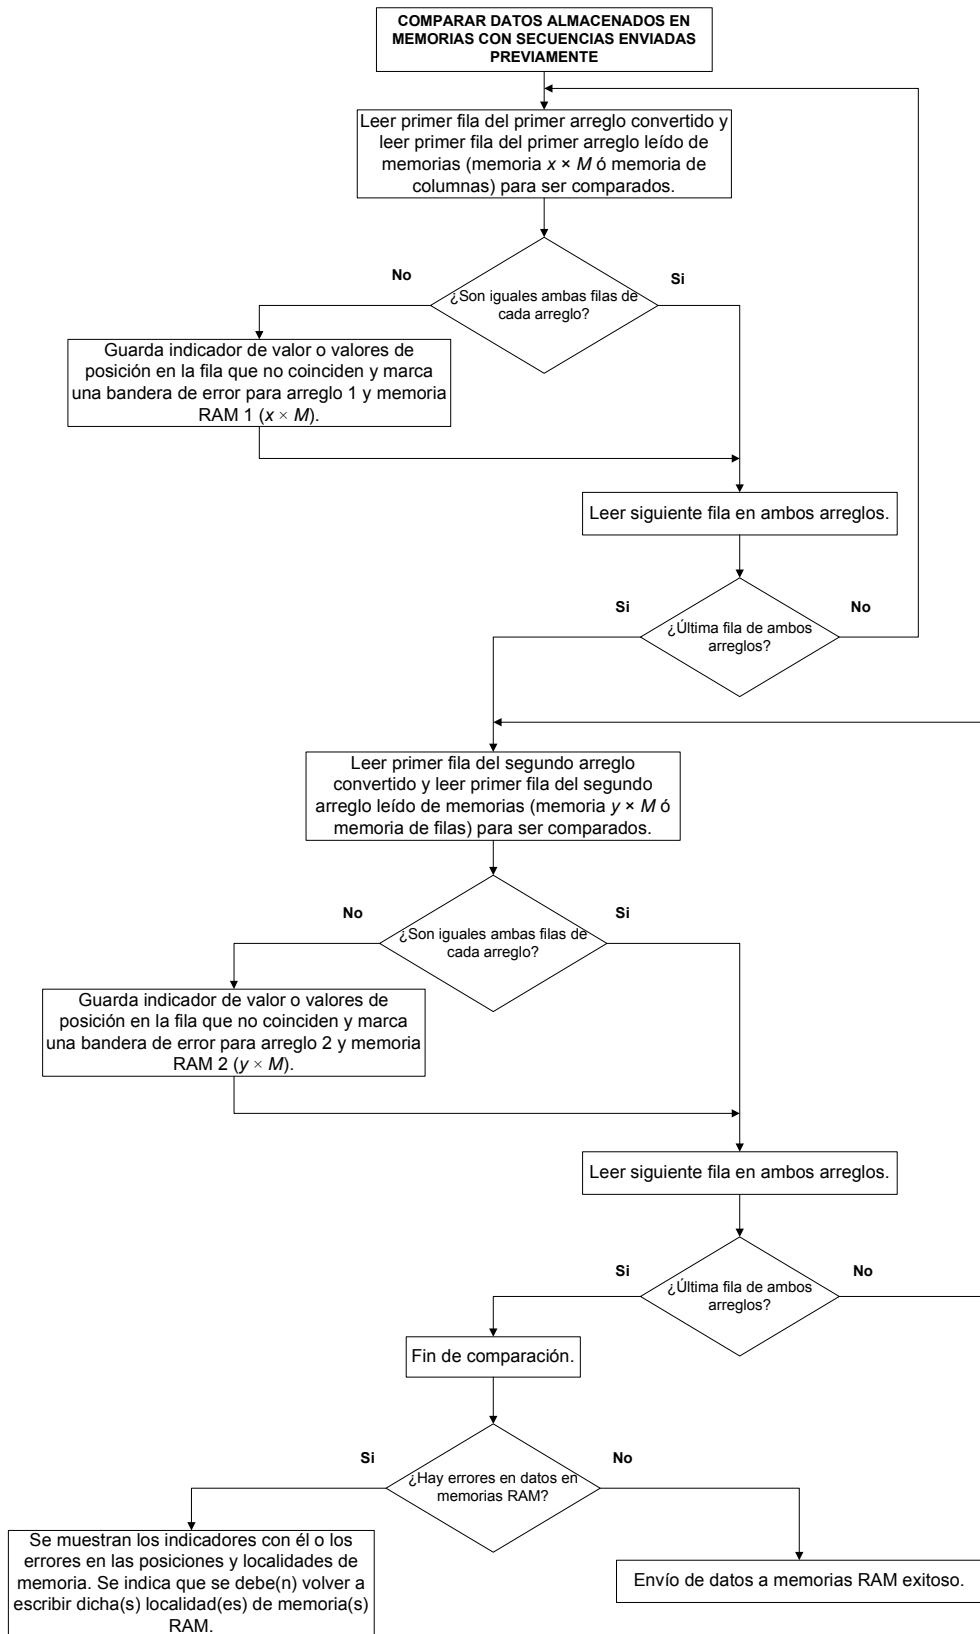 COMPARAR DATOS ALMACENADOS EN
MEMORIAS CON SECUENCIAS ENVIADAS
PREVIAMENTE
Leer primer fila del primer arreglo convertido y
leer primer fila del primer arreglo leído de
memorias (memoria x × M ó memoria de
columnas) para ser comparados.
No
Si
¿Son iguales ambas filas de
cada arreglo?
Guarda indicador de valor o valores de
posición en la fila que no coinciden y marca
una bandera de error para arreglo 1 y memoria
RAM 1 (x × M).
Leer siguiente fila en ambos arreglos.
Si
No
¿Última fila de ambos
arreglos?
Leer primer fila del segundo arreglo
convertido y leer primer fila del segundo
arreglo leído de memorias (memoria y × M ó
memoria de filas) para ser comparados.
No
Si
¿Son iguales ambas filas de
cada arreglo?
Guarda indicador de valor o valores de
posición en la fila que no coinciden y marca
una bandera de error para arreglo 2 y memoria
RAM 2 (y × M).
Leer siguiente fila en ambos arreglos.
Si
No
¿Última fila de ambos
arreglos?
Fin de comparación.
Si
No
¿Hay errores en datos en
memorias RAM?
Se muestran los indicadores con él o los
errores en las posiciones y localidades de
memoria. Se indica que se debe(n) volver a
escribir dicha(s) localidad(es) de memoria(s)
RAM.
Envío de datos a memorias RAM exitoso.